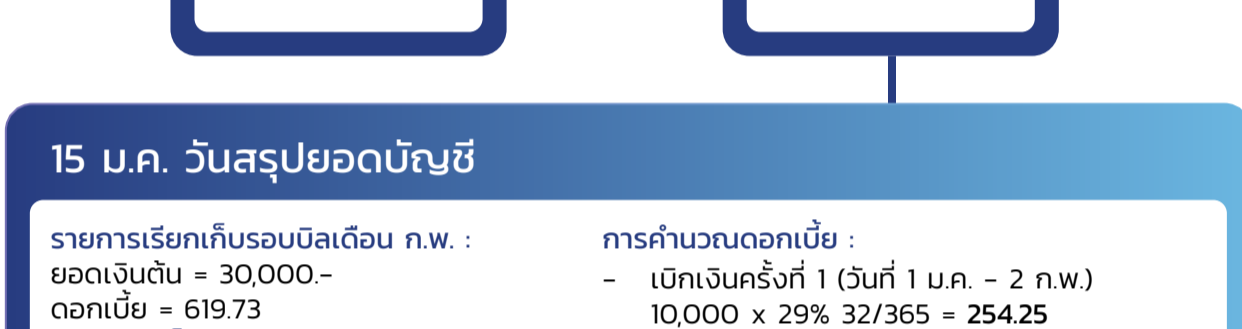 15 ม.ค. วันสรุปยอดบัญชี
รายการเรียกเก็บรอบบิลเดือน ก.พ. :
ยอดเงินต้น = 30,000.-
ดอกเบี้ย = 619.73
การคำนวณดอกเบี้ย :
- เบิกเงินครั้งที่ 1 (วันที่ 1 ม.ค. - 2 ก.พ.)
10,000 x 29% 32/365 = 254.25